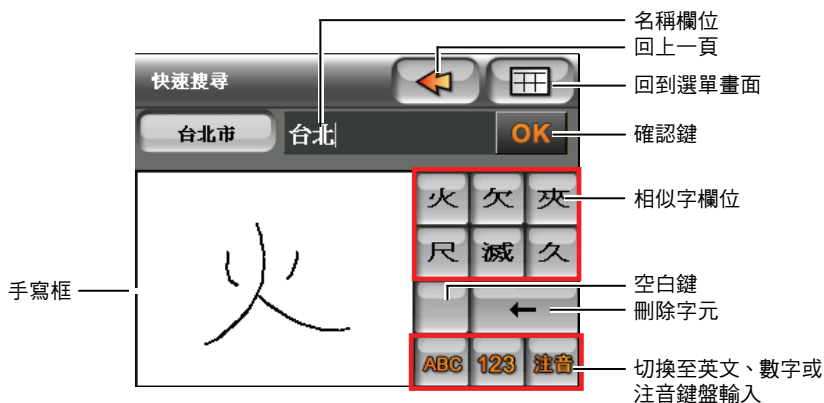 名稱欄位
回上一頁
快速搜尋
回到選單畫面
台北市
台北
OK
確認鍵
火 欠 夾
相似字欄位
尺 滅 久
火
手寫框
空白鍵
←
刪除字元
ABC 123 注音
切換至英文、數字或
注音鍵盤輸入